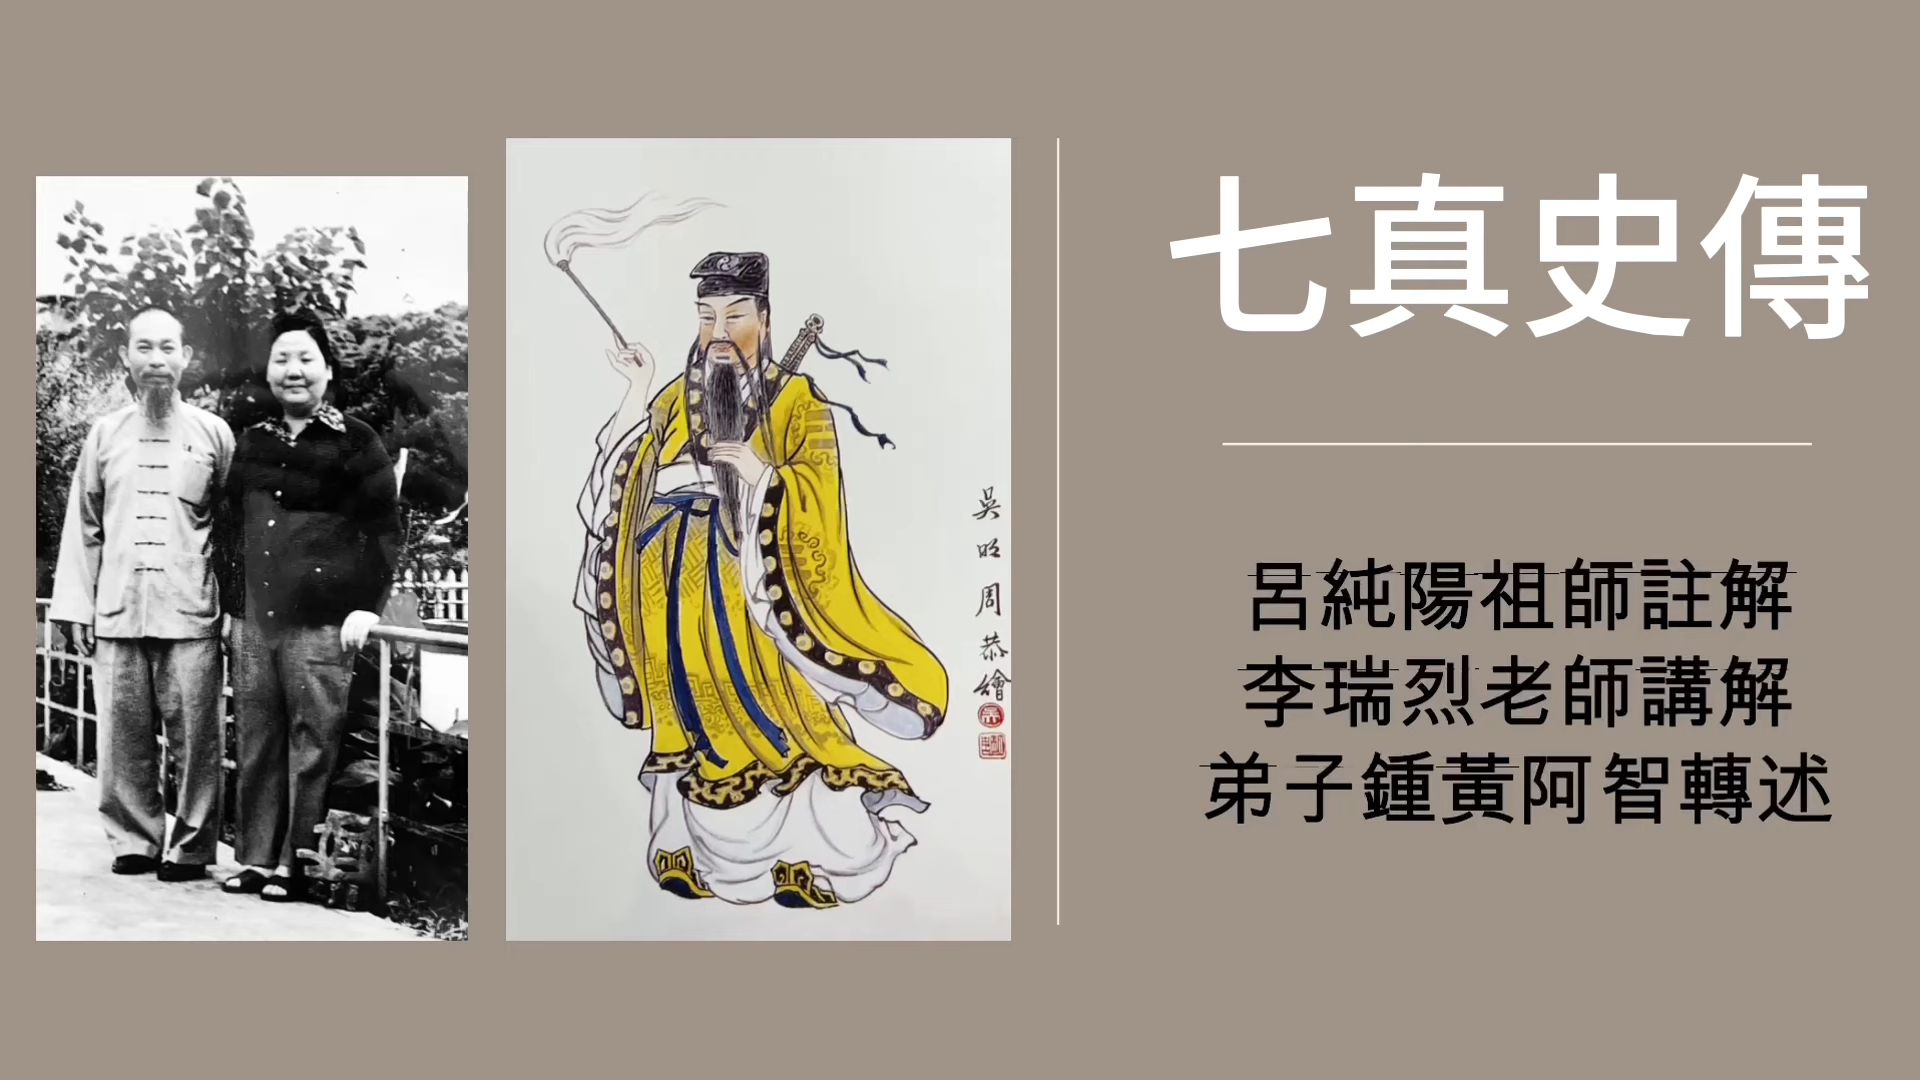 七真史傳
呂純陽祖師註解
李瑞烈老師講解
弟子鍾黃阿智轉述
吳明周恭繪